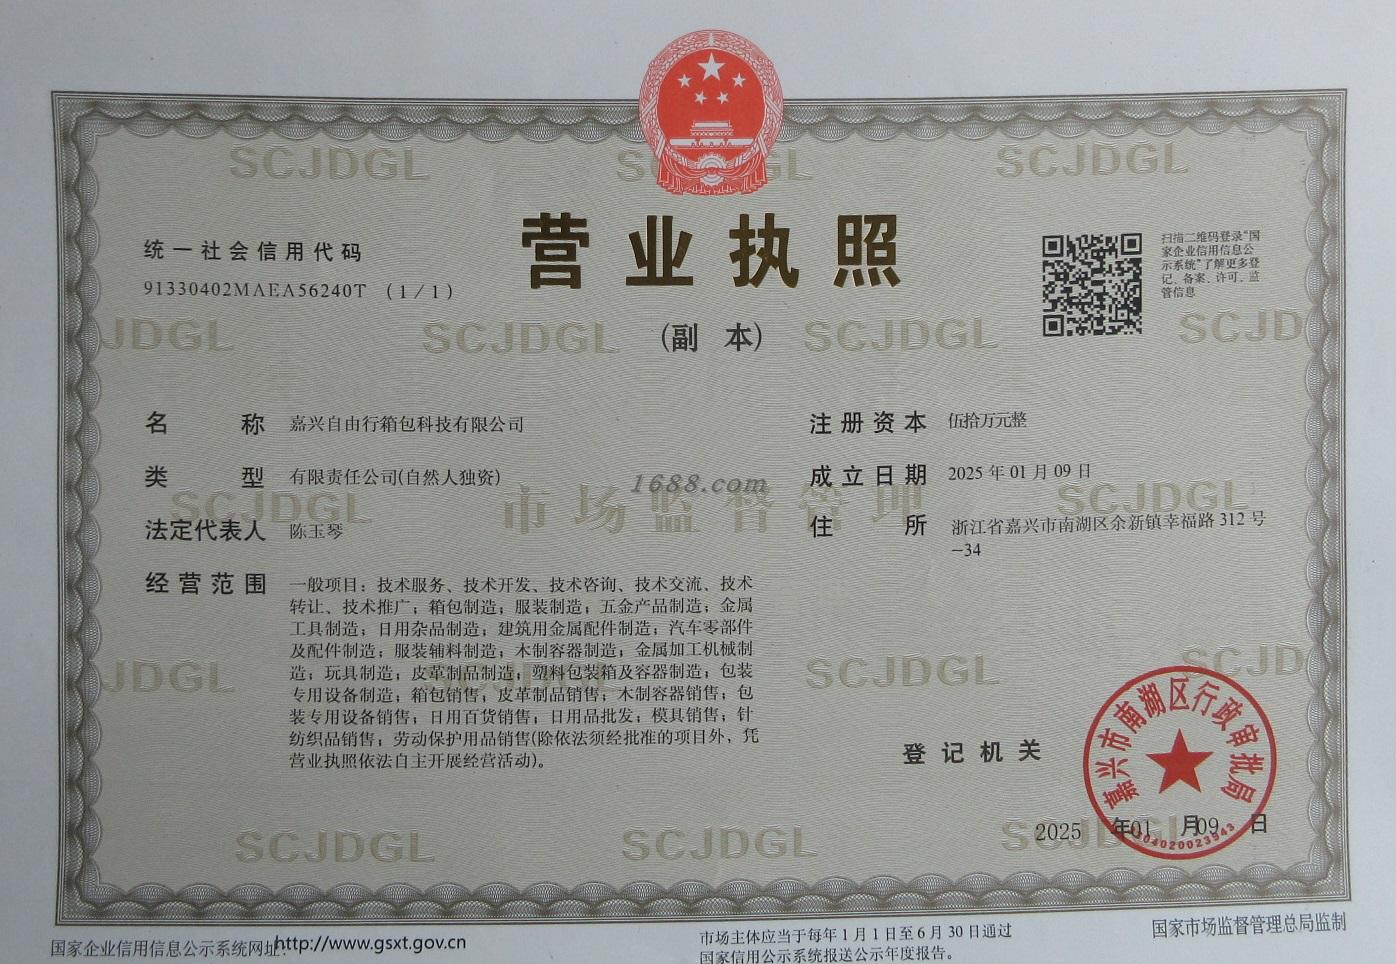 SCJDGL
SCJDGL
SCJDGL
营业执照
(副 本)
统一社会信用代码
91330402MAEA56240T (1/1)
扫描二维码登录“国
家企业信用信息公
示系统”了解更多登
记、备案、许可、监
管信息
JDGL
SCJDGL
SCJDGL
SCJD
名 称 嘉兴自由行箱包科技有限公司
类 型 有限责任公司(自然人独资)
法定代表人 陈玉琴
经营范围 一般项目：技术服务、技术开发、技术咨询、技术交流、技术
转让、技术推广；箱包制造；服装制造；五金产品制造；金属
工具制造；日用杂品制造；建筑用金属配件制造；汽车零部件
及配件制造；服装辅料制造；木制容器制造；金属加工机械制
造；玩具制造；皮革制品制造；塑料包装箱及容器制造；包装
专用设备制造；箱包销售；皮革制品销售；木制容器销售；包
装专用设备销售；日用百货销售；日用品批发；模具销售；针
纺织品销售；劳动保护用品销售(除依法须经批准的项目外，凭
营业执照依法自主开展经营活动)。
注册资本 伍拾万元整
成立日期 2025年01月09日
住 所 浙江省嘉兴市南湖区余新镇幸福路312号
-34
1688.com
SCJDGL
市场监督管理
SCJDGL
JDGL
SCJDGL
SCJDGL
SCJD
登记机关
嘉兴市南湖区行政审批局
3304020023943
2025 年01 月09 日
SCJDGL
SCJDGL
SCJDGL
国家企业信用信息公示系统网址：http://www.gsxt.gov.cn
市场主体应当于每年1月1日至6月30日通过
国家信用公示系统报送公示年度报告。
国家市场监督管理总局监制